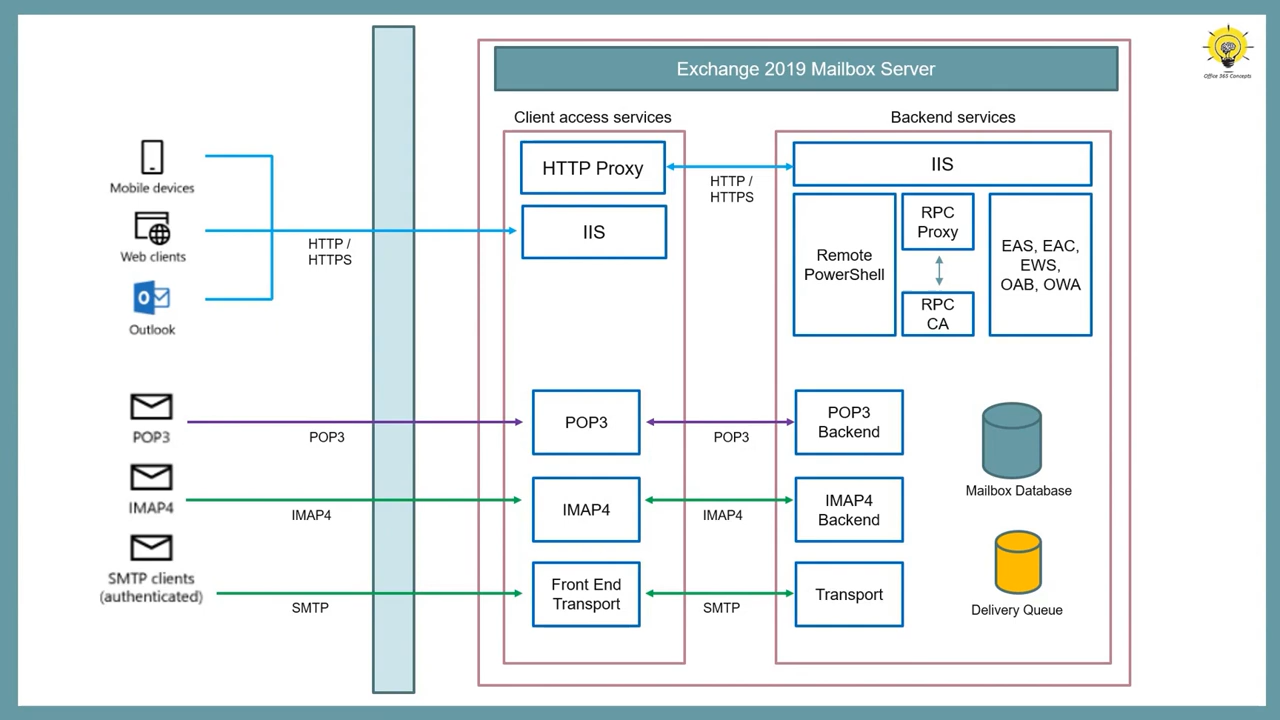 Exchange 2019 Mailbox Server
Office 365 Concepts
Client access services
Backend services
Mobile devices
Web clients
Outlook
HTTP /
HTTPS
HTTP Proxy
IIS
HTTP /
HTTPS
IIS
Remote
PowerShell
RPC
Proxy
RPC
CA
EAS, EAC,
EWS,
OAB, OWA
POP3
POP3
POP3
POP3
POP3
Backend
IMAP4
IMAP4
IMAP4
IMAP4
IMAP4
Backend
SMTP clients
(authenticated)
SMTP
Front End
Transport
SMTP
Transport
Mailbox Database
Delivery Queue